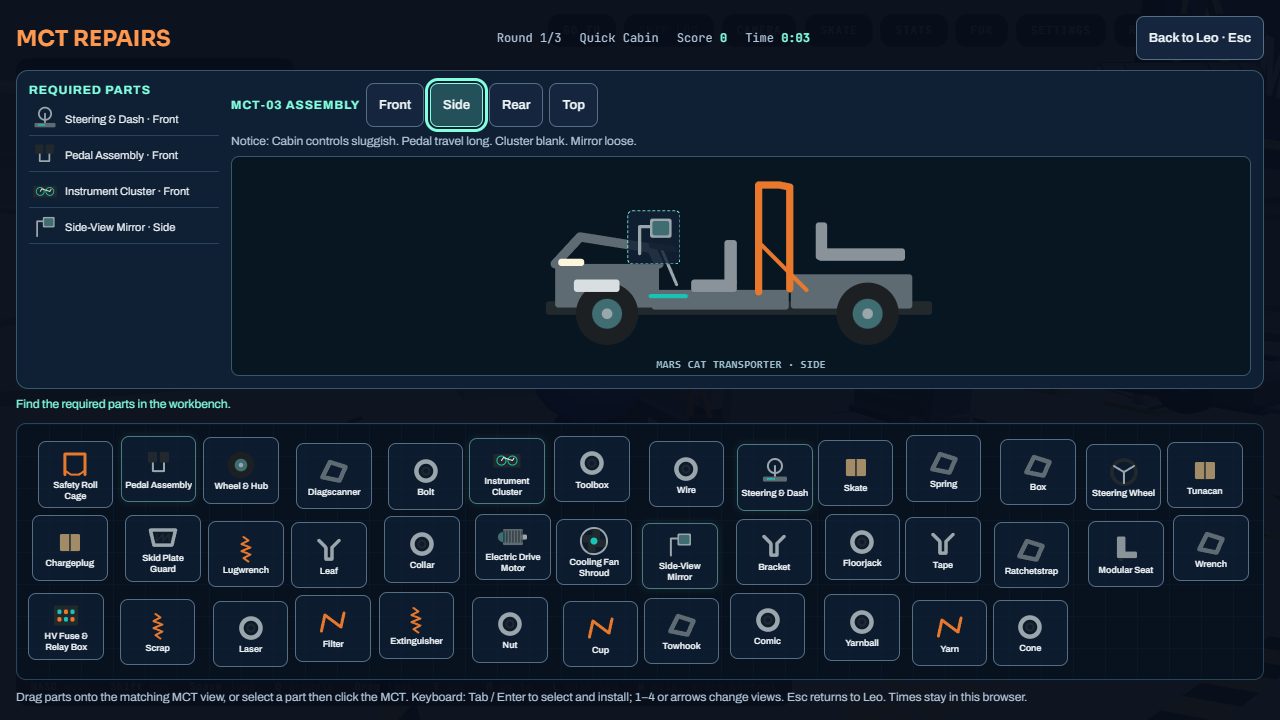 MCT REPAIRS
Round 1/3 Quick Cabin Score 0 Time 0:03
Back to Leo · Esc
REQUIRED PARTS
Steering & Dash · Front
Pedal Assembly · Front
Instrument Cluster · Front
Side-View Mirror · Side
MCT-03 ASSEMBLY
Front
Side
Rear
Top
Notice: Cabin controls sluggish. Pedal travel long. Cluster blank. Mirror loose.
MARS CAT TRANSPORTER · SIDE
Find the required parts in the workbench.
Safety Roll
Cage
Pedal Assembly
Wheel & Hub
Diagscanner
Bolt
Instrument
Cluster
Toolbox
Wire
Steering & Dash
Skate
Spring
Box
Steering Wheel
Tunacan
Chargeplug
Skid Plate
Guard
Lugwrench
Leaf
Collar
Electric Drive
Motor
Cooling Fan
Shroud
Side-View
Mirror
Bracket
Floorjack
Tape
Ratchetstrap
Modular Seat
Wrench
HV Fuse &
Relay Box
Scrap
Laser
Filter
Extinguisher
Nut
Cup
Towhook
Comic
Yarnball
Yarn
Cone
Drag parts onto the matching MCT view, or select a part then click the MCT. Keyboard: Tab / Enter to select and install; 1–4 or arrows change views. Esc returns to Leo. Times stay in this browser.